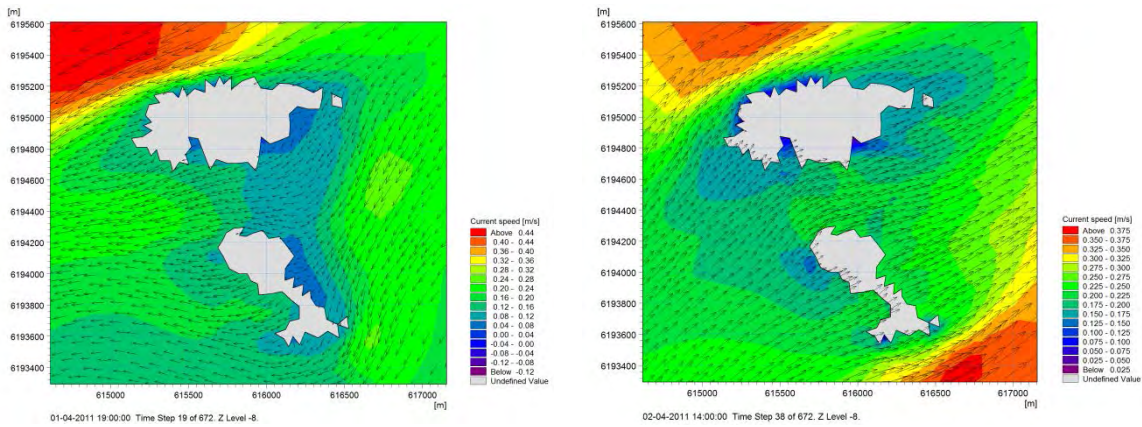 [m]
6195600
6195400
6195200
6195000
6194800
6194600
6194400
6194200
6194000
6193800
6193600
6193400
615000
615500
616000
616500
617000
[m]
Current speed [m/s]
Above 0.44
0.40 - 0.44
0.36 - 0.40
0.32 - 0.36
0.28 - 0.32
0.24 - 0.28
0.20 - 0.24
0.16 - 0.20
0.12 - 0.16
0.08 - 0.12
0.04 - 0.08
0.00 - 0.04
-0.04 - 0.00
-0.08 - -0.04
-0.12 - -0.08
Below -0.12
Undefined Value
01-04-2011 19:00:00 Time Step 19 of 672. Z Level -8.
[m]
6195600
6195400
6195200
6195000
6194800
6194600
6194400
6194200
6194000
6193800
6193600
6193400
615000
615500
616000
616500
617000
[m]
Current speed [m/s]
Above 0.375
0.350 - 0.375
0.325 - 0.350
0.300 - 0.325
0.275 - 0.300
0.250 - 0.275
0.225 - 0.250
0.200 - 0.225
0.175 - 0.200
0.150 - 0.175
0.125 - 0.150
0.100 - 0.125
0.075 - 0.100
0.050 - 0.075
0.025 - 0.050
Below 0.025
Undefined Value
02-04-2011 14:00:00 Time Step 38 of 672. Z Level -8.